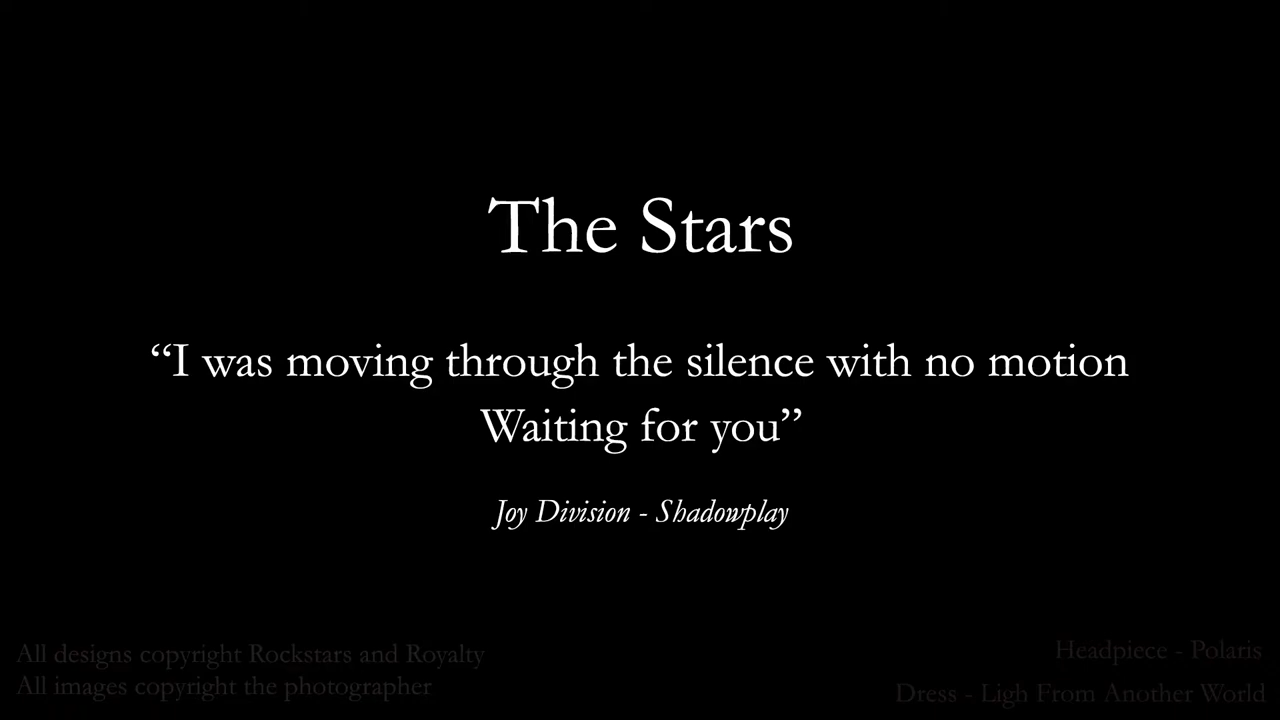 The Stars
“I was moving through the silence with no motion
Waiting for you”
Joy Division - Shadowplay
All designs copyright Rockstars and Royalty
All images copyright the photographer
Headpiece - Polaris
Dress - Ligh From Another World